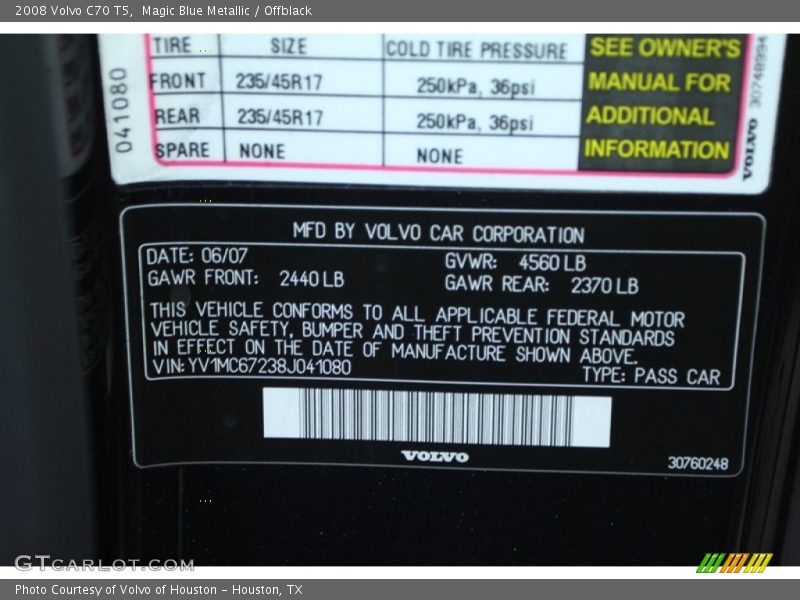 2008 Volvo C70 T5, Magic Blue Metallic / Offblack
041080
TIRE SIZE COLD TIRE PRESSURE
FRONT 235/45R17 250kPa, 36psi
REAR 235/45R17 250kPa, 36psi
SPARE NONE NONE
SEE OWNER'S
MANUAL FOR
ADDITIONAL
INFORMATION
VOLVO 30748994
MFD BY VOLVO CAR CORPORATION
DATE: 06/07 GVWR: 4560 LB
GAWR FRONT: 2440 LB GAWR REAR: 2370 LB
THIS VEHICLE CONFORMS TO ALL APPLICABLE FEDERAL MOTOR
VEHICLE SAFETY, BUMPER AND THEFT PREVENTION STANDARDS
IN EFFECT ON THE DATE OF MANUFACTURE SHOWN ABOVE.
VIN: YV1MC67238J041080 TYPE: PASS CAR
VOLVO
30760248
GTCARLOT.COM
Photo Courtesy of Volvo of Houston - Houston, TX